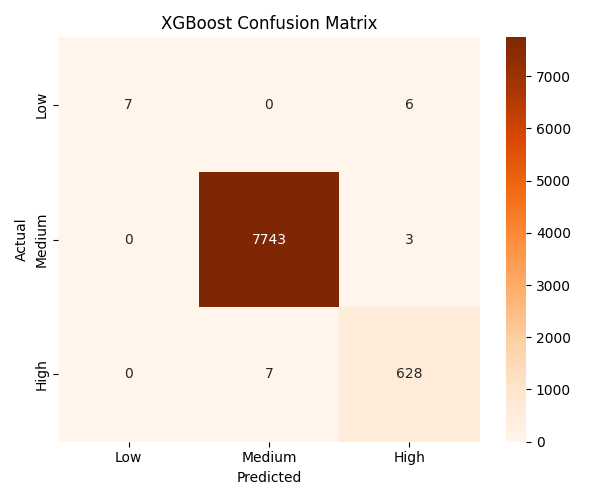 XGBoost Confusion Matrix
Low 7 0 6
Medium 0 7743 3
High 0 7 628
Actual
Low Medium High
Predicted
7000
6000
5000
4000
3000
2000
1000
0